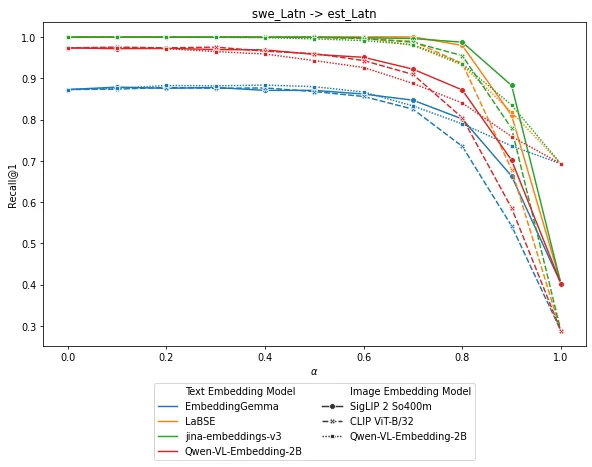 swe_Latn -> est_Latn
1.0
0.9
0.8
0.7
0.6
0.5
0.4
0.3
Recall@1
0.0 0.2 0.4 0.6 0.8 1.0
α
Text Embedding Model Image Embedding Model
EmbeddingGemma SigLIP 2 So400m
LaBSE CLIP ViT-B/32
jina-embeddings-v3 Qwen-VL-Embedding-2B
Qwen-VL-Embedding-2B